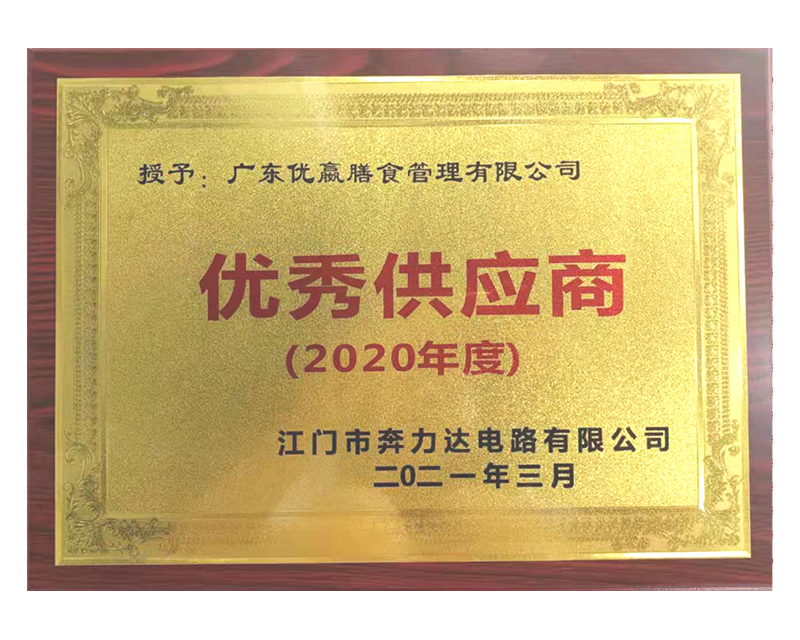 授予：广东优赢膳食管理有限公司
优秀供应商
(2020年度)
江门市奔力达电路有限公司
二0二一年三月